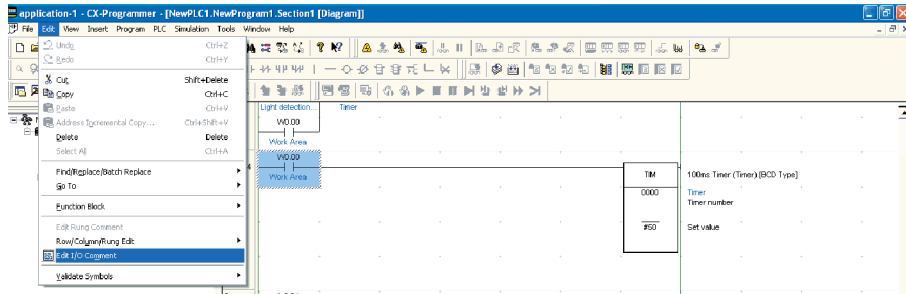 application-1 - CX-Programmer - [NewPLC1.NewProgram1.Section1 [Diagram]]
File Edit View Insert Program PLC Simulation Tools Window Help
Undo Ctrl+Z
Redo Ctrl+Y
Cut Shift+Delete
Copy Ctrl+C
Paste Ctrl+V
Address Incremental Copy... Ctrl+Shift+V
Delete Delete
Select All Ctrl+A
Find/Replace/Batch Replace
Go To
Function Block
Edit Rung Comment
Row/Column/Rung Edit
Edit I/O Comment
Validate Symbols
Light detection... Timer
W0.00
Work Area
W0.00
Work Area
4
TIM 100ms Timer (Timer) [BCD Type]
0000 Timer
Timer number
#50 Set value